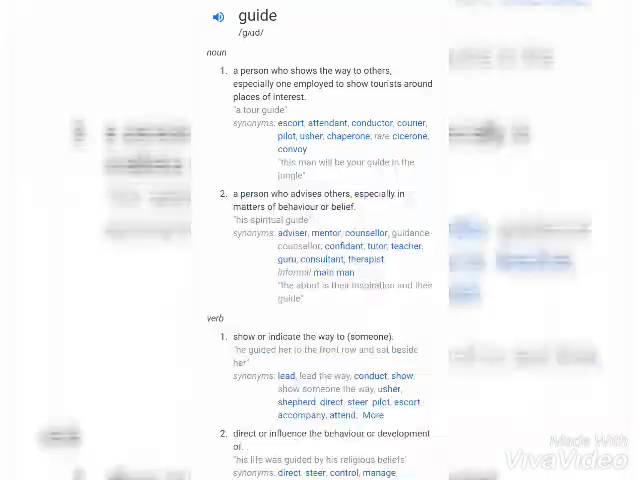 guide
/ɡʌɪd/
noun
1. a person who shows the way to others,
especially one employed to show tourists around
places of interest.
"a tour guide"
synonyms: escort, attendant, conductor, courier,
pilot, usher, chaperone, rare cicerone,
convoy
"this man will be your guide in the
jungle"
2. a person who advises others, especially in
matters of behaviour or belief.
"his spiritual guide"
synonyms: adviser, mentor, counsellor, guidance
counsellor, confidant, tutor, teacher,
guru, consultant, therapist
informal main man
"the abbot is their inspiration and their
guide"
verb
1. show or indicate the way to (someone).
"he guided her to the front row and sat beside
her"
synonyms: lead, lead the way, conduct, show,
show someone the way, usher,
shepherd, direct, steer, pilot, escort,
accompany, attend, More
2. direct or influence the behaviour or development
of.
"his life was guided by his religious beliefs"
synonyms: direct, steer, control, manage,
Made With
VivaVideo